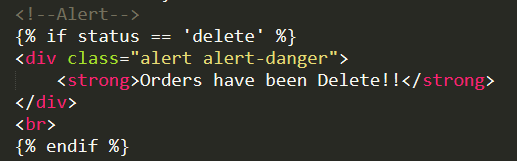 <!--Alert-->
{% if status == 'delete' %}
<div class="alert alert-danger">
    <strong>Orders have been Delete!!</strong>
</div>
<br>
{% endif %}